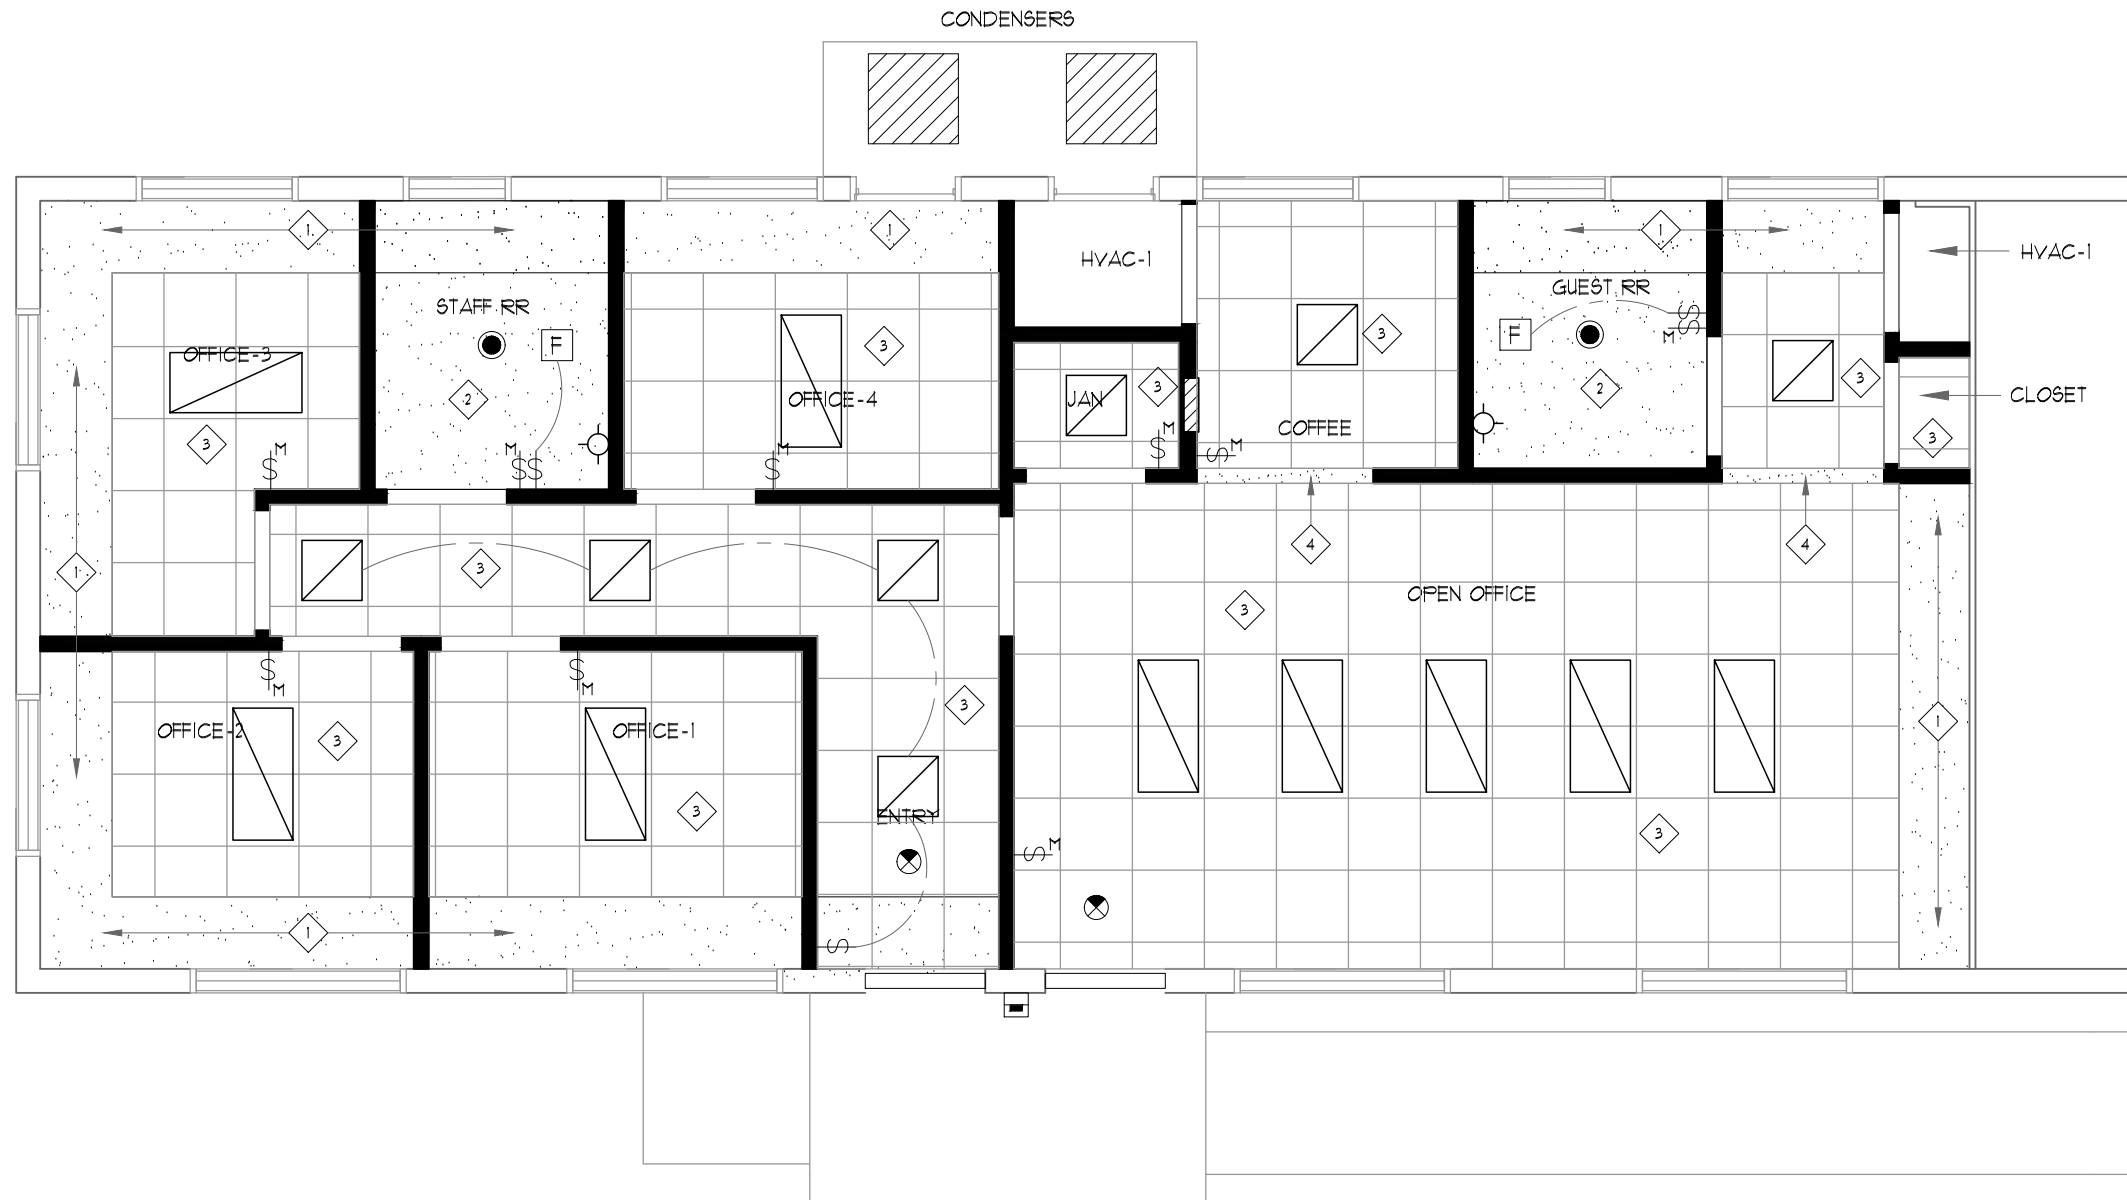 CONDENSERS
1
1
1
HVAC-1
HVAC-1
STAFF RR
GUEST RR
F
F
3
3
M
OFFICE-3
2
OFFICE-4
JAN
3
2
3
CLOSET
COFFEE
3
3
M
S
M
SS
M
S
M
S
M
S
SS
4
4
1
3
OPEN OFFICE
3
S
M
S
M
3
1
OFFICE-2
3
OFFICE-1
3
ENTRY
3
S
M
1
S